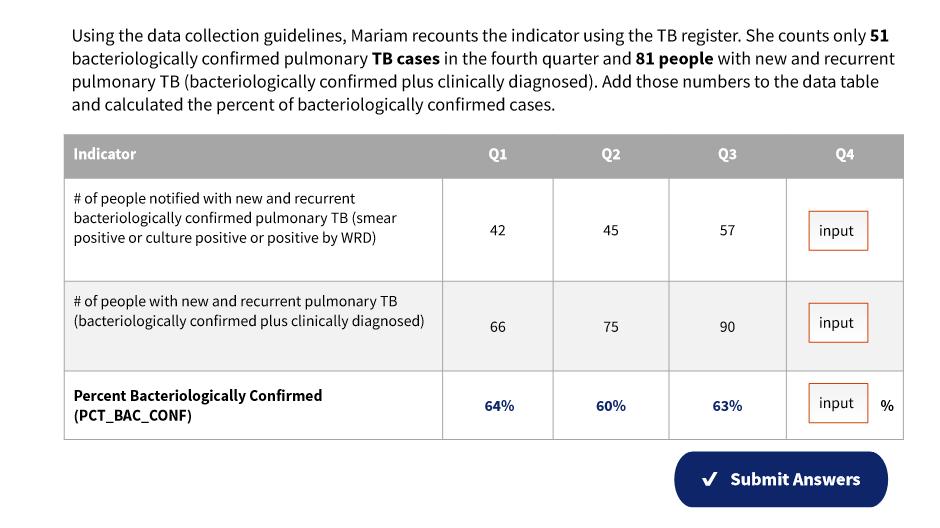 Using the data collection guidelines, Mariam recounts the indicator using the TB register. She counts only 51
bacteriologically confirmed pulmonary TB cases in the fourth quarter and 81 people with new and recurrent
pulmonary TB (bacteriologically confirmed plus clinically diagnosed). Add those numbers to the data table
and calculated the percent of bacteriologically confirmed cases.
Indicator Q1 Q2 Q3 Q4
# of people notified with new and recurrent
bacteriologically confirmed pulmonary TB (smear
positive or culture positive or positive by WRD)
42 45 57 input
# of people with new and recurrent pulmonary TB
(bacteriologically confirmed plus clinically diagnosed)
66 75 90 input
Percent Bacteriologically Confirmed
(PCT_BAC_CONF)
64% 60% 63% input %
✔ Submit Answers